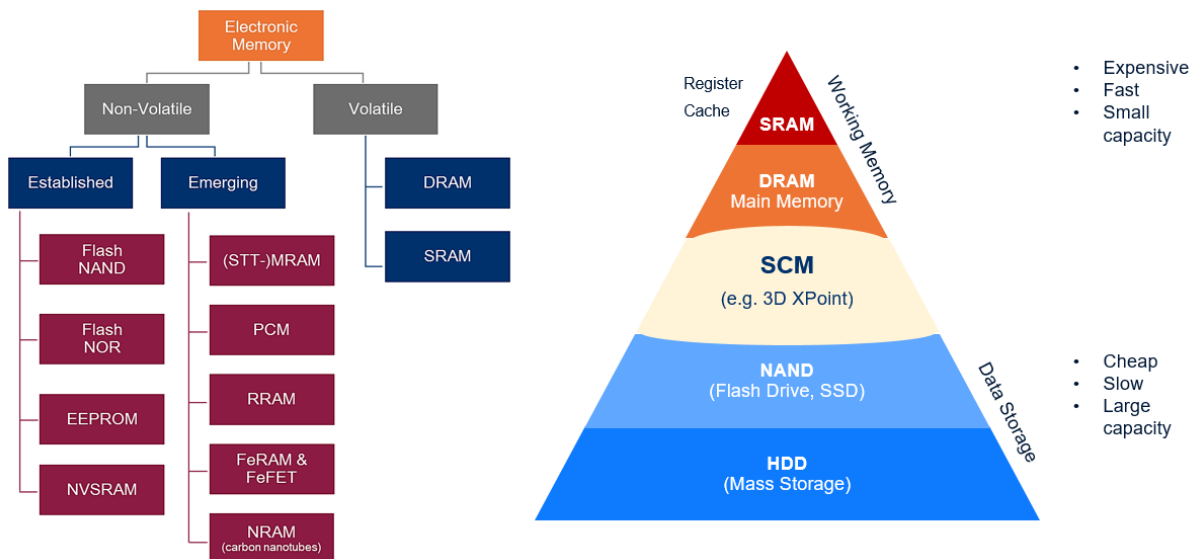 Electronic
Memory
Non-Volatile
Volatile
Established
Emerging
DRAM
SRAM
Flash
NAND
(STT-)MRAM
Flash
NOR
PCM
EEPROM
RRAM
NVSRAM
FeRAM &
FeFET
NRAM
(carbon nanotubes)
Register
Cache
SRAM
Working Memory
DRAM
Main Memory
SCM
(e.g. 3D XPoint)
NAND
(Flash Drive, SSD)
Data Storage
HDD
(Mass Storage)
• Expensive
• Fast
• Small
capacity
• Cheap
• Slow
• Large
capacity